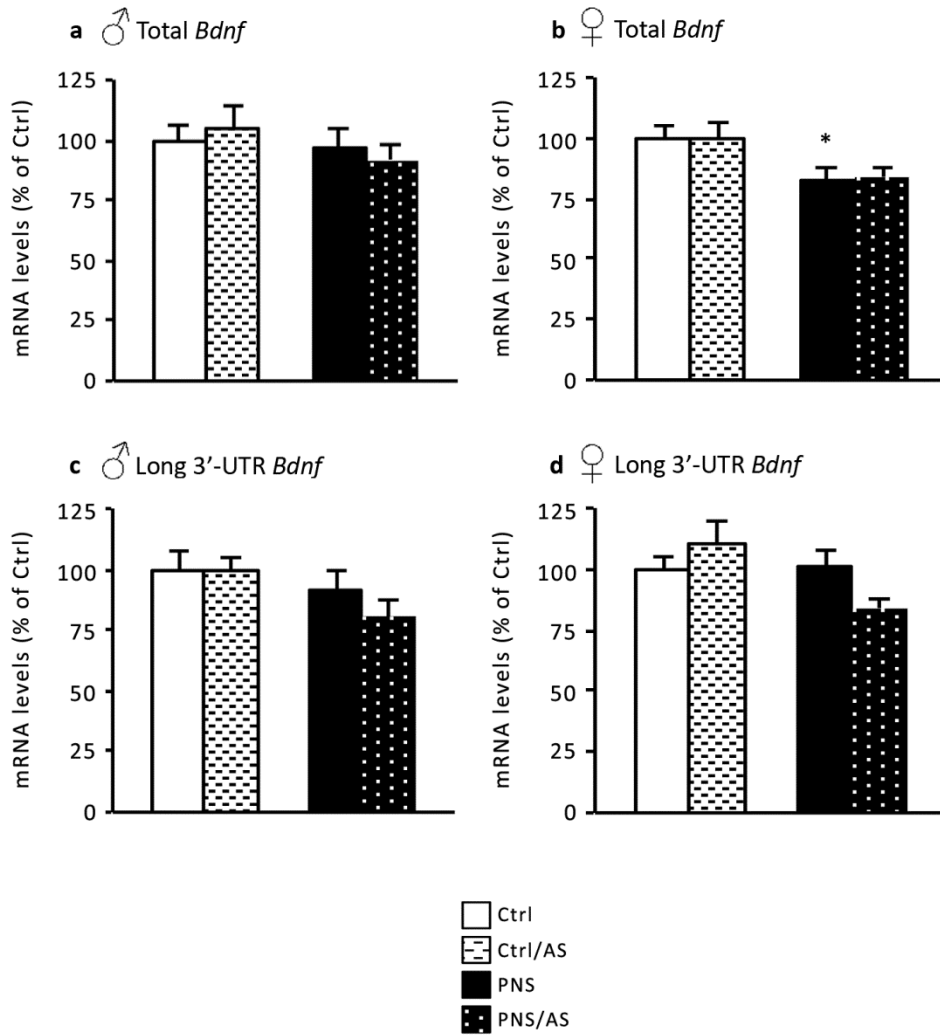 a ♂ Total Bdnf
mRNA levels (% of Ctrl)
125
100
75
50
25
0
b ♀ Total Bdnf
mRNA levels (% of Ctrl)
125
100
75
50
25
0
*
c ♂ Long 3’-UTR Bdnf
mRNA levels (% of Ctrl)
125
100
75
50
25
0
d ♀ Long 3’-UTR Bdnf
mRNA levels (% of Ctrl)
125
100
75
50
25
0
Ctrl
Ctrl/AS
PNS
PNS/AS